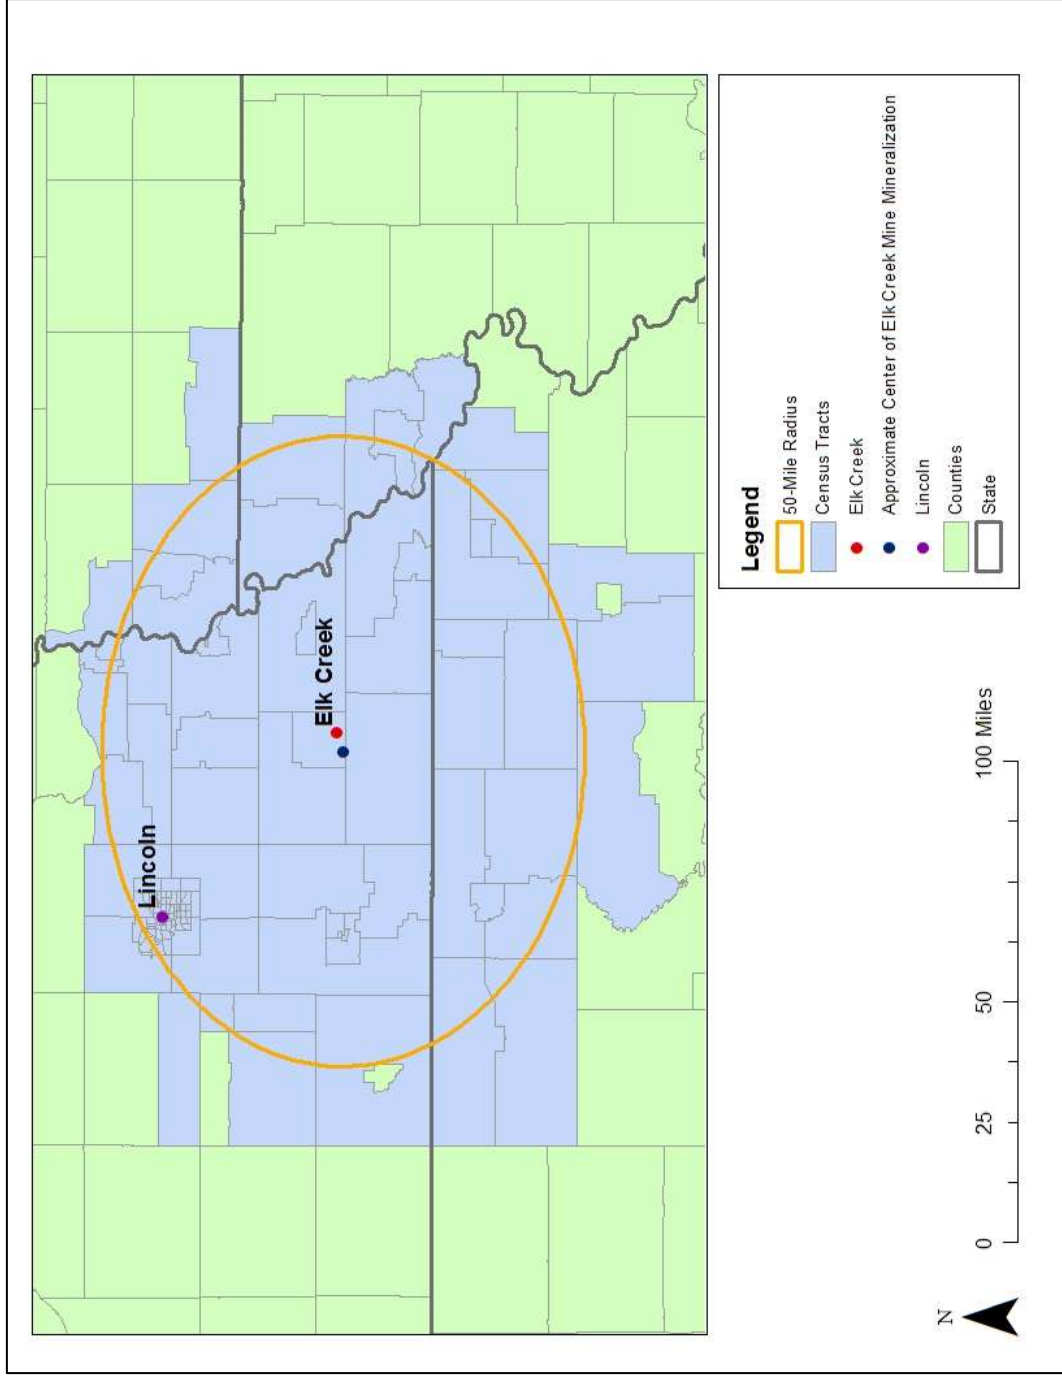 Lincoln
Elk Creek
Legend
50-Mile Radius
Census Tracts
Elk Creek
Approximate Center of Elk Creek Mine Mineralization
Lincoln
Counties
State
N
0 25 50 100 Miles